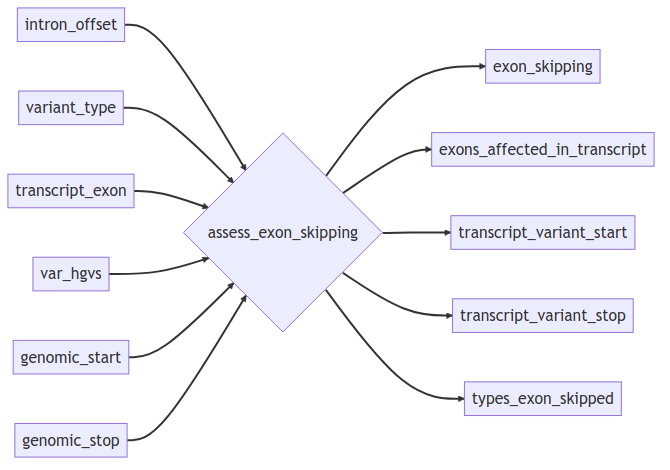 intron_offset
variant_type
transcript_exon
var_hgvs
genomic_start
genomic_stop
assess_exon_skipping
exon_skipping
exons_affected_in_transcript
transcript_variant_start
transcript_variant_stop
types_exon_skipped